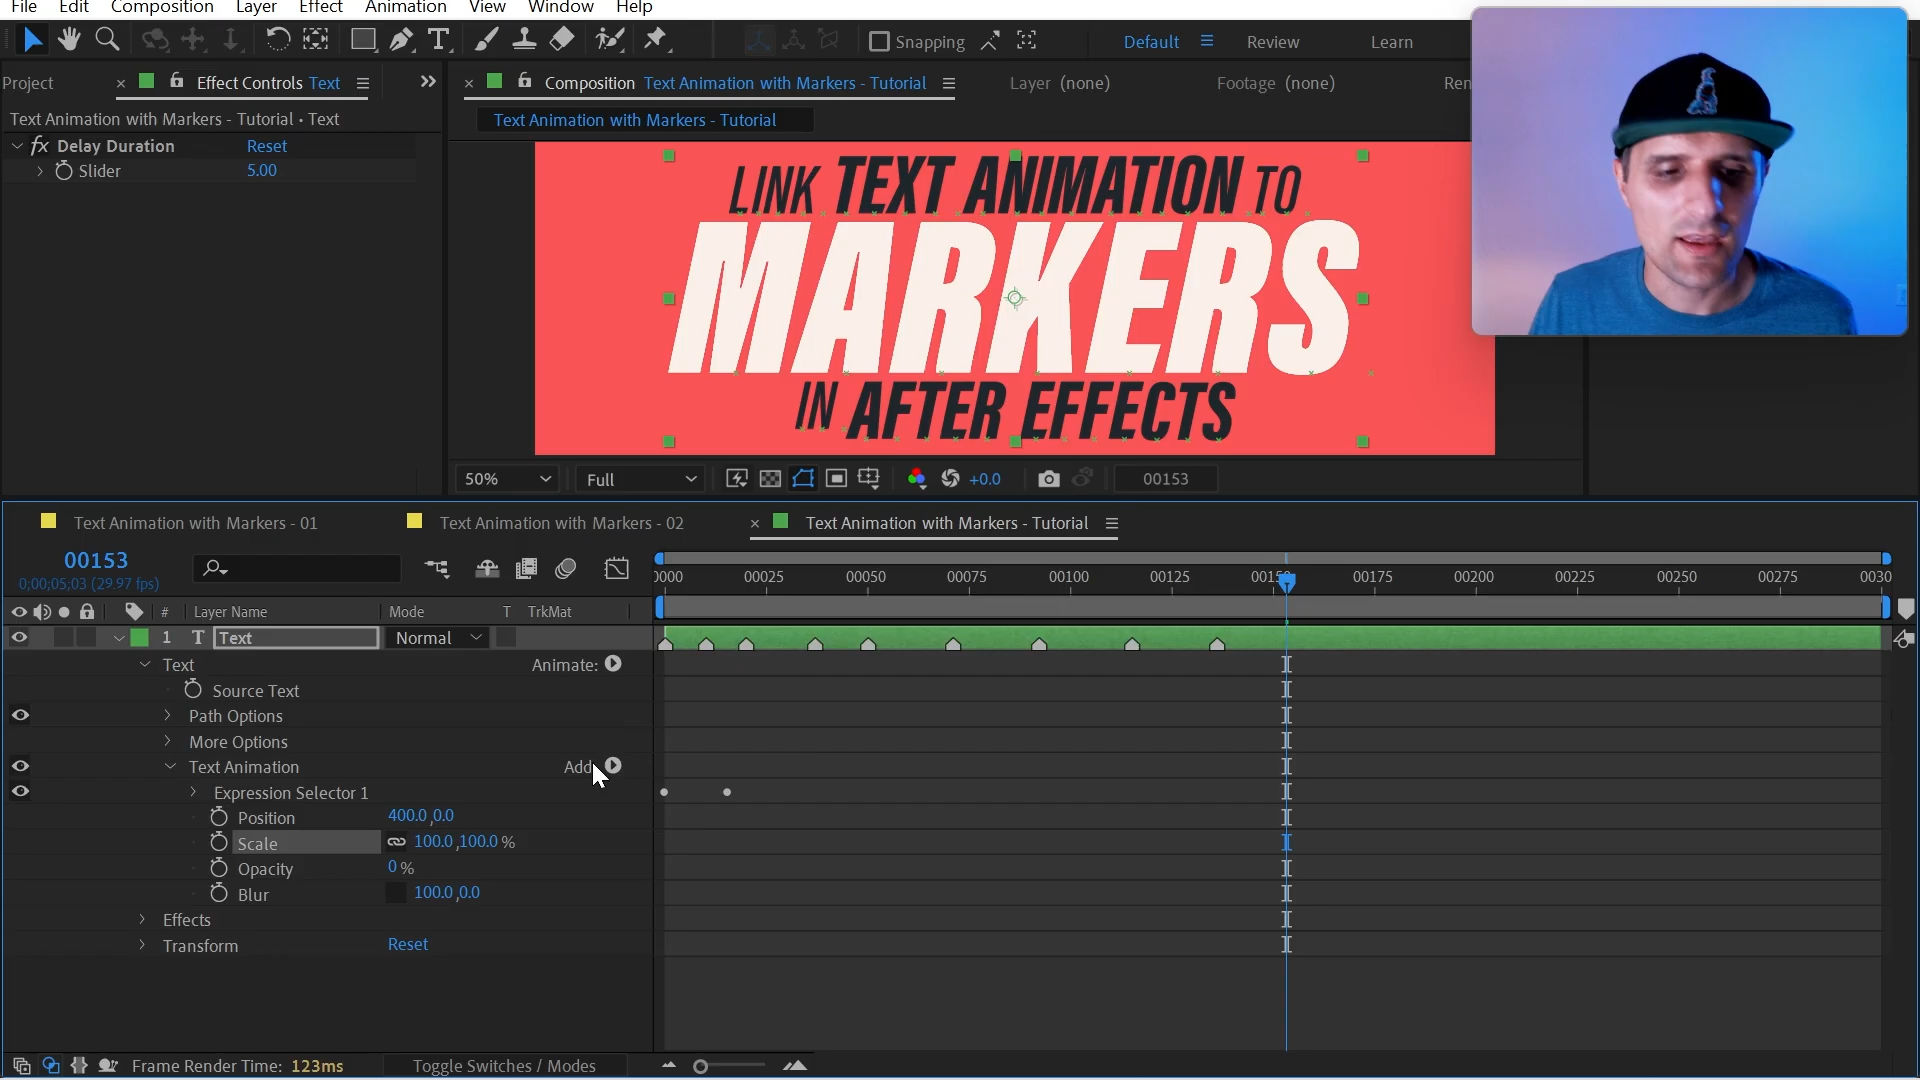 File Edit Composition Layer Effect Animation View Window Help
Snapping Default Review Learn
Project Effect Controls Text
Composition Text Animation with Markers - Tutorial Layer (none) Footage (none) Ren
Text Animation with Markers - Tutorial • Text
Text Animation with Markers - Tutorial
fx Delay Duration Reset
Slider 5.00
LINK TEXT ANIMATION TO
MARKERS
IN AFTER EFFECTS
50% Full +0.0 00153
Text Animation with Markers - 01 Text Animation with Markers - 02 Text Animation with Markers - Tutorial
00153
0;00;05;03 (29.97 fps)
0000 00025 00050 00075 00100 00125 00150 00175 00200 00225 00250 00275 0030
# Layer Name Mode T TrkMat
1 T Text Normal
Text Animate:
Source Text
Path Options
More Options
Text Animation Add
Expression Selector 1
Position 400.0,0.0
Scale 100.0,100.0%
Opacity 0%
Blur 100.0,0.0
Effects
Transform Reset
Frame Render Time: 123ms Toggle Switches / Modes